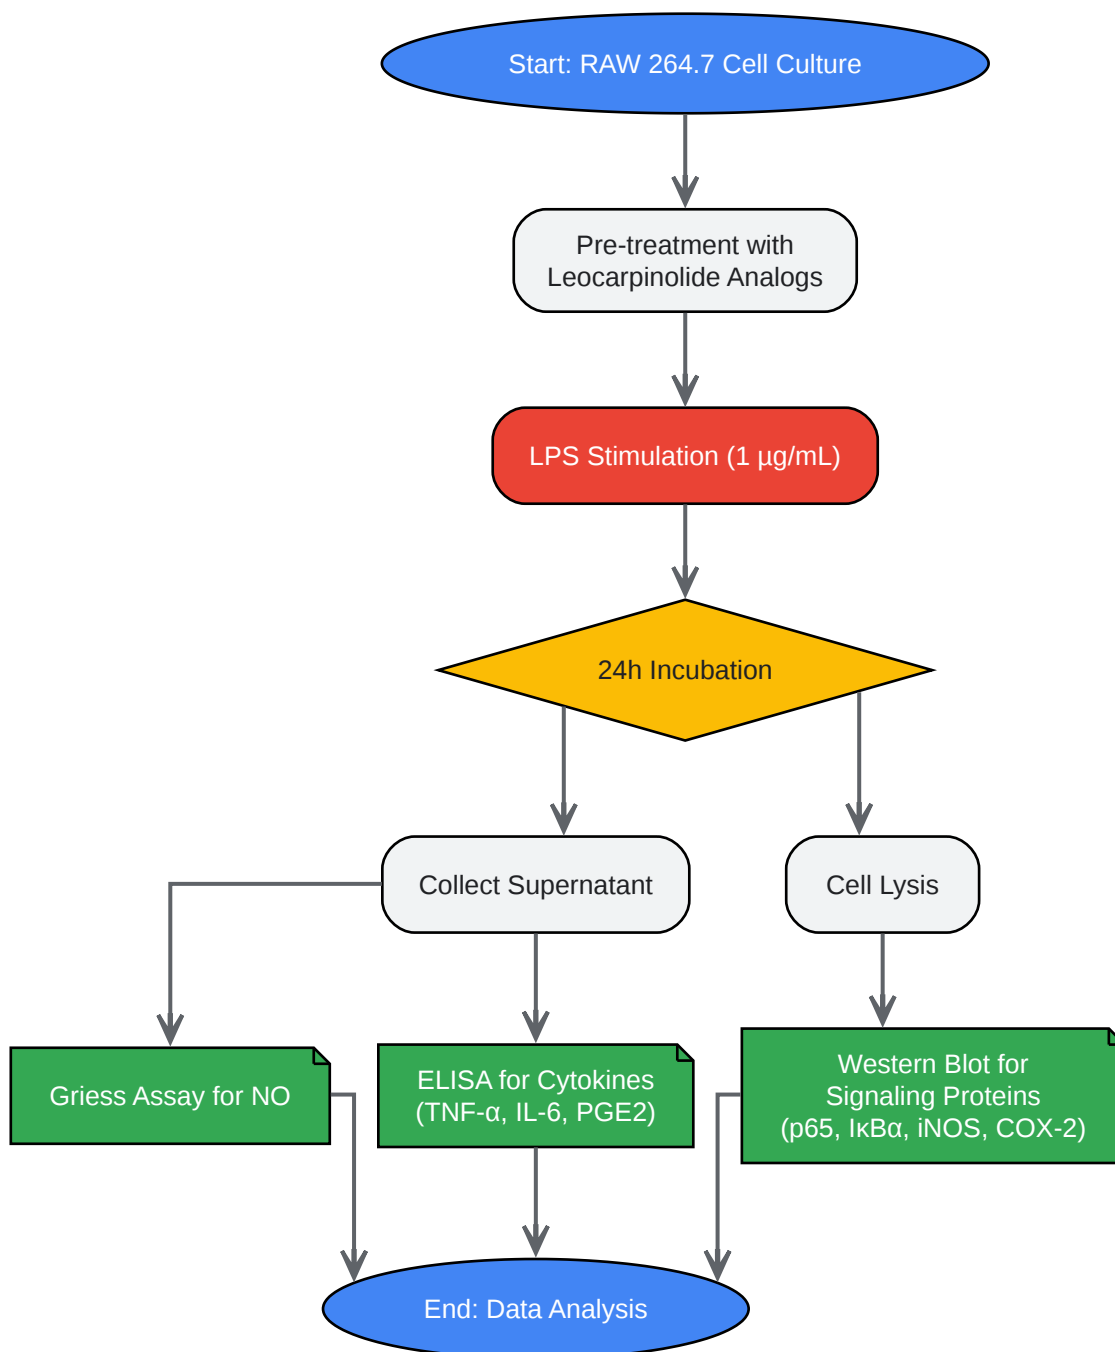 Start: RAW 264.7 Cell Culture
Pre-treatment with
Leocarpinolide Analogs
LPS Stimulation (1 µg/mL)
24h Incubation
Collect Supernatant
Cell Lysis
Griess Assay for NO
ELISA for Cytokines
(TNF-α, IL-6, PGE2)
Western Blot for
Signaling Proteins
(p65, IκBα, iNOS, COX-2)
End: Data Analysis